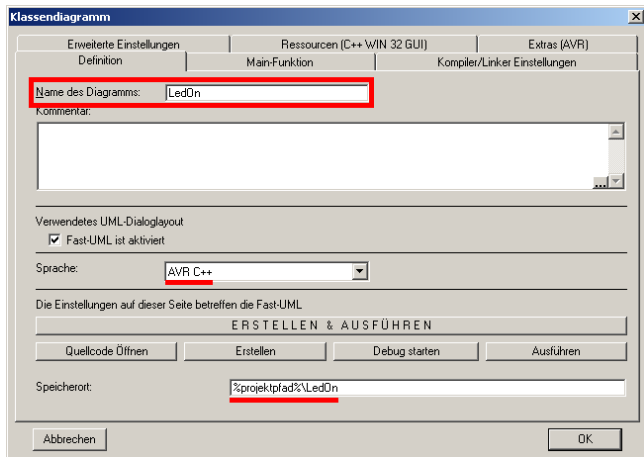 Klassendiagramm
Erweiterte Einstellungen Ressourcen (C++ WIN 32 GUI) Extras (AVR)
Definition Main-Funktion Kompiler/Linker Einstellungen
Name des Diagramms: LedOn
Kommentar:
...
Verwendetes UML-Dialoglayout
Fast-UML ist aktiviert
Sprache: AVR C++
Die Einstellungen auf dieser Seite betreffen die Fast-UML
ERSTELLEN & AUSFÜHREN
Quellcode Öffnen Erstellen Debug starten Ausführen
Speicherort: %projektpfad%\LedOn
Abbrechen OK